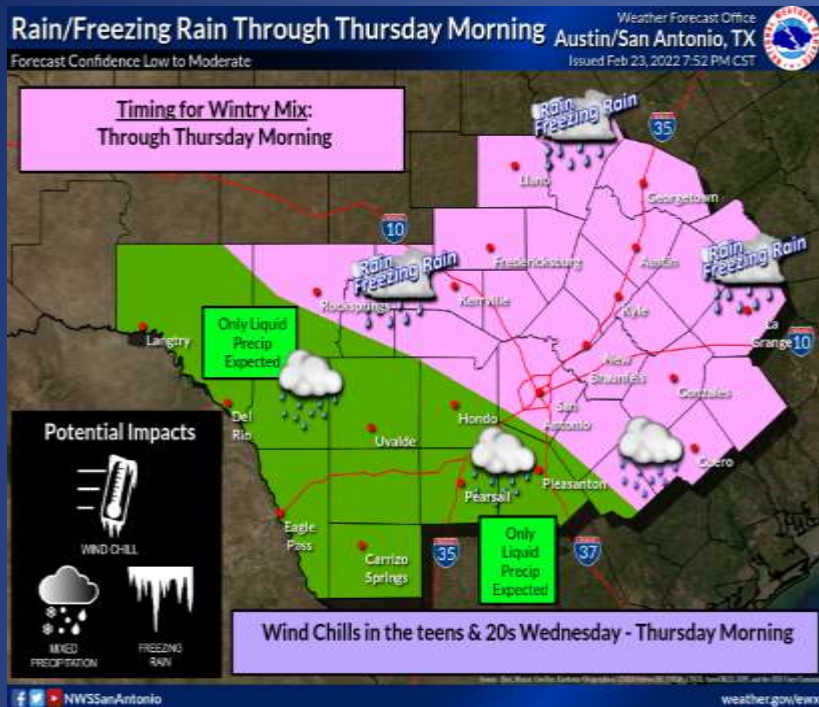 Rain/Freezing Rain Through Thursday Morning
Weather Forecast Office
Austin/San Antonio, TX
Forecast Confidence Low to Moderate
Issued Feb 23, 2022 7:52 PM CST
Timing for Wintry Mix:
Through Thursday Morning
Rain
Freezing Rain
35
Llano
Georgetown
10
Rain
Freezing Rain
Fredericksburg
Austin
Rain
Freezing Rain
Rocksprings
Kerrville
Kyle
La
Grange
Langtry
Only Liquid
Precip
Expected
New
Braunfels
10
Gonzales
Del
Rio
Hondo
San
Antonio
Uvalde
Cuero
Potential Impacts
Pearsall
Pleasanton
WIND CHILL
Eagle
Pass
Carrizo
Springs
35
Only
Liquid
Precip
Expected
37
MIXED
PRECIPITATION
FREEZING
RAIN
Wind Chills in the teens & 20s Wednesday - Thursday Morning
NWSSanAntonio
weather.gov/ewx